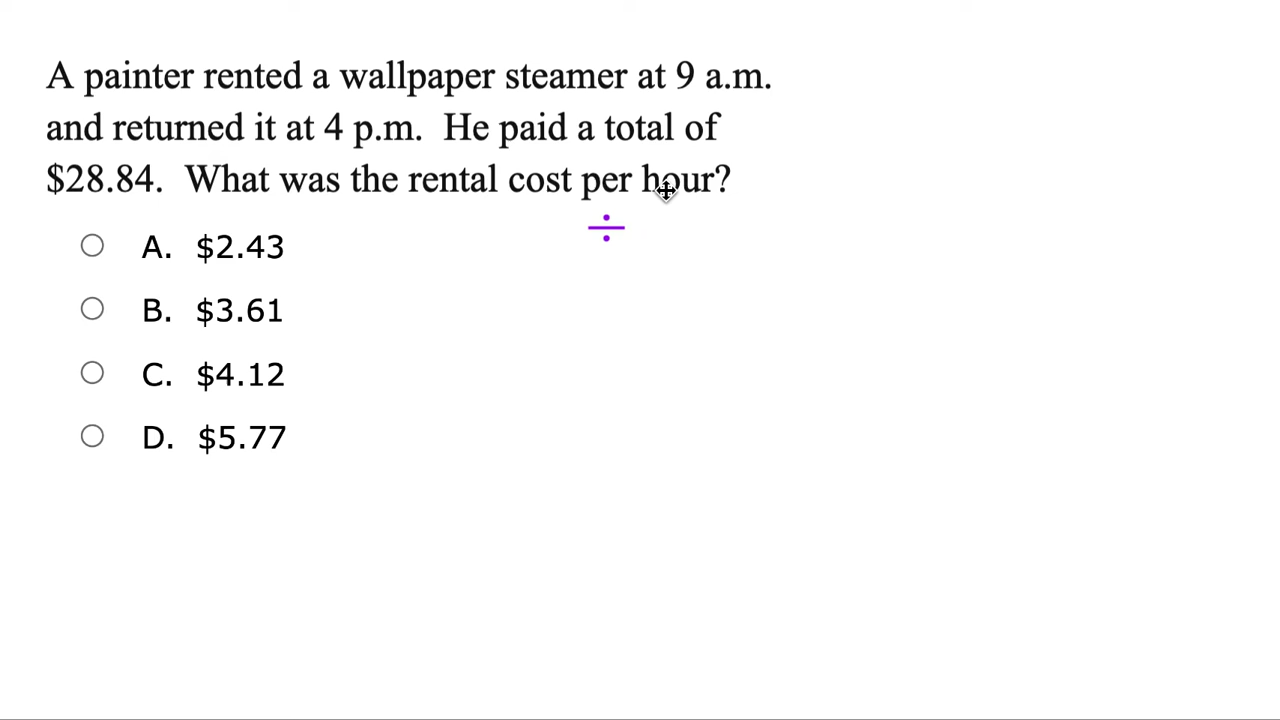 A painter rented a wallpaper steamer at 9 a.m.
and returned it at 4 p.m.  He paid a total of
$28.84.  What was the rental cost per hour?
÷
A. $2.43
B. $3.61
C. $4.12
D. $5.77